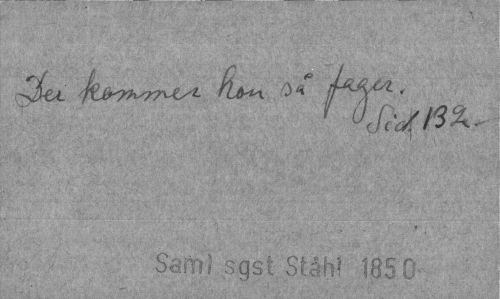 Der kommer hon så fager.
Sid. 132.
Saml sgst Ståhl 1850